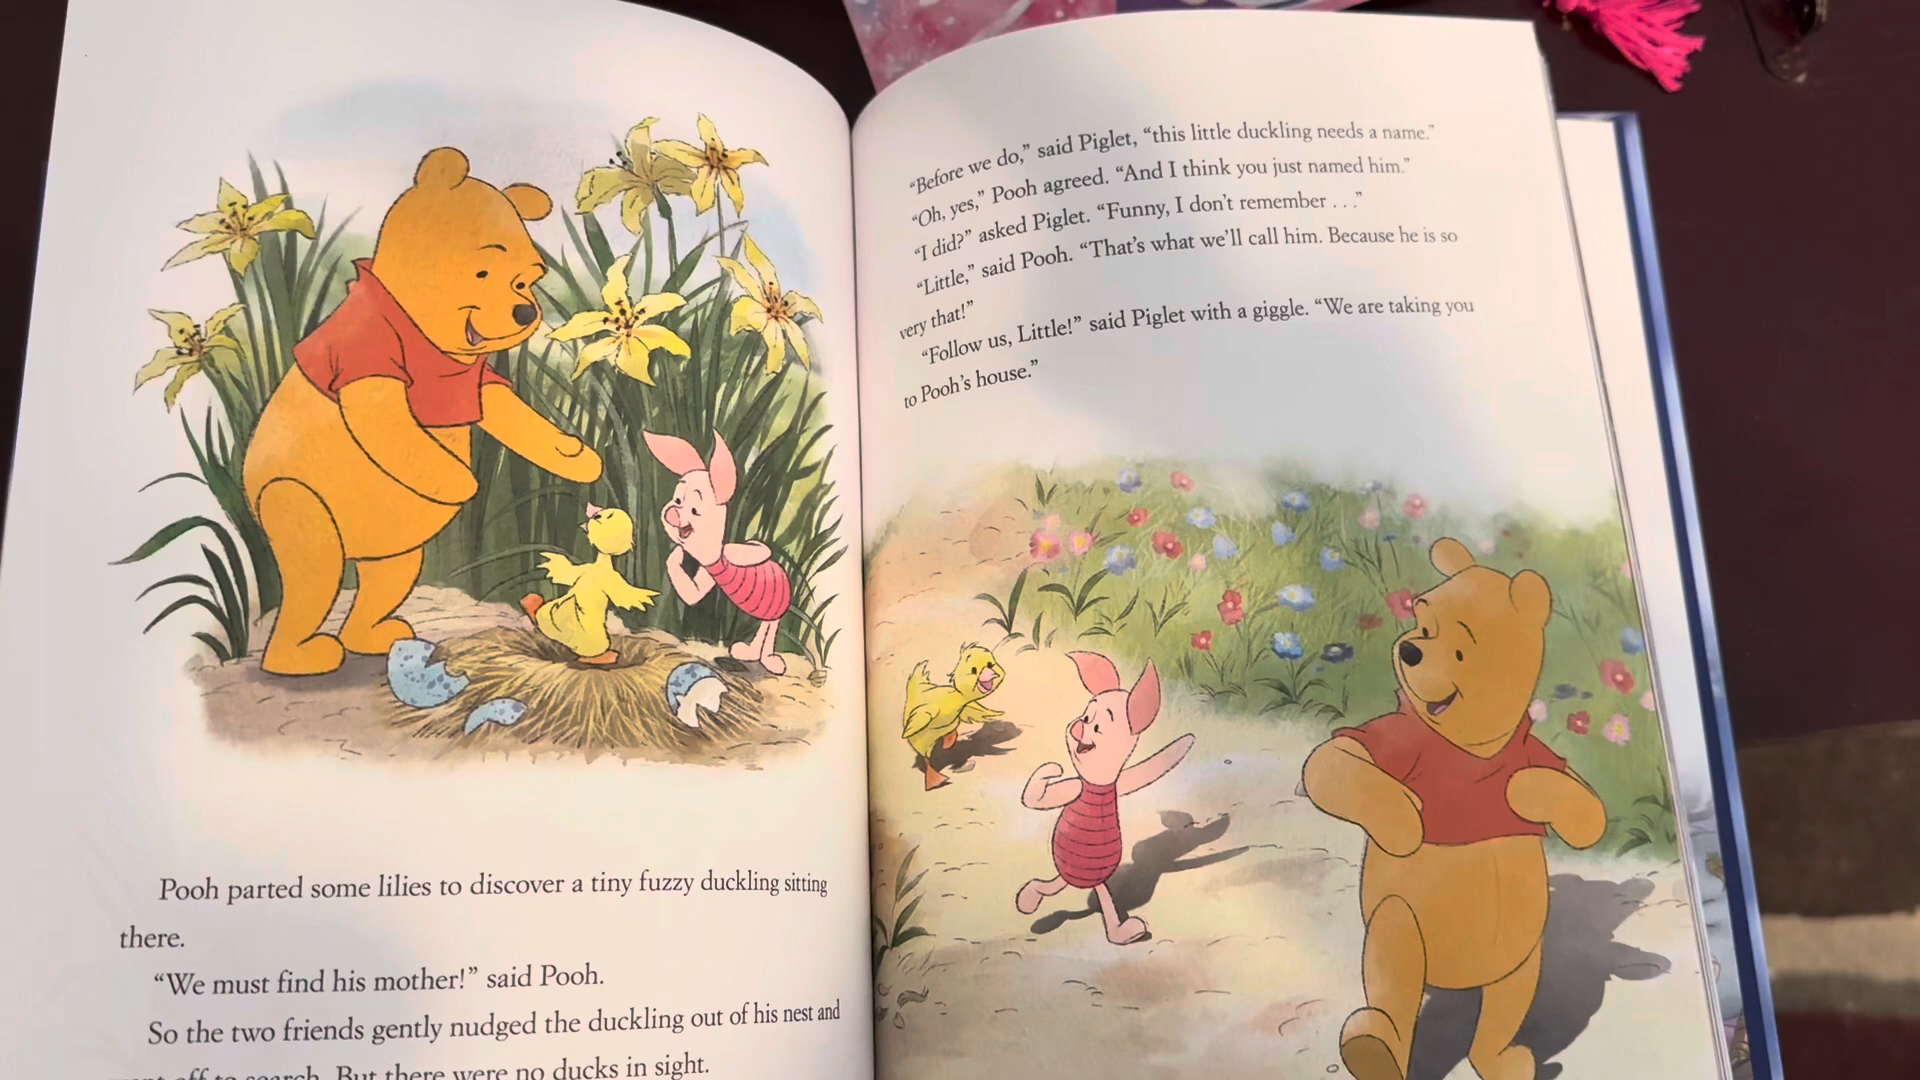 Pooh parted some lilies to discover a tiny fuzzy duckling sitting
there.
“We must find his mother!” said Pooh.
So the two friends gently nudged the duckling out of his nest and
off to search. But there were no ducks in sight.
“Before we do,” said Piglet, “this little duckling needs a name.”
“Oh, yes,” Pooh agreed. “And I think you just named him.”
“I did?” asked Piglet. “Funny, I don’t remember . . .”
“Little,” said Pooh. “That’s what we’ll call him. Because he is so
very that!”
“Follow us, Little!” said Piglet with a giggle. “We are taking you
to Pooh’s house.”